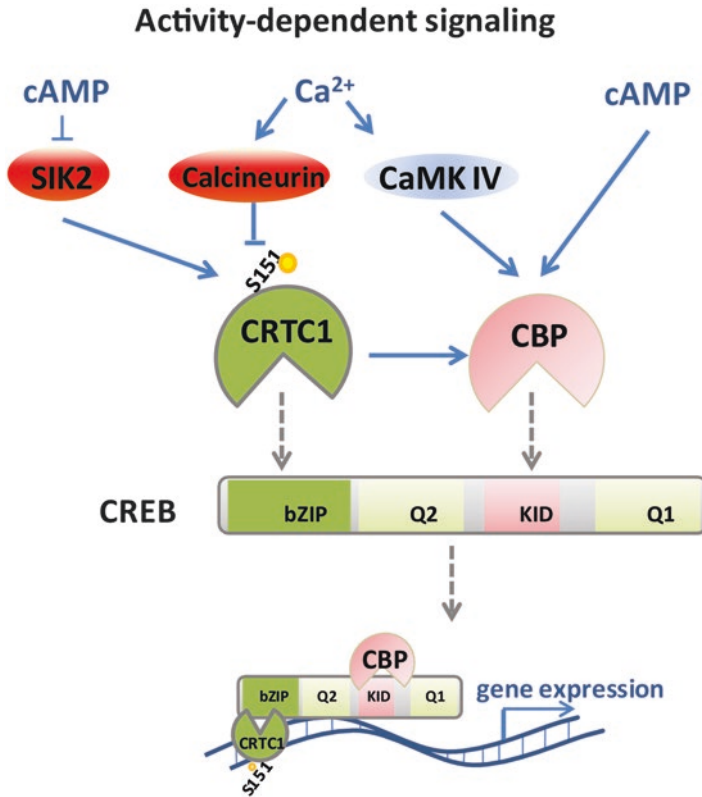 Activity-dependent signaling
cAMP
Ca²⁺
cAMP
SIK2
Calcineurin
CaMK IV
S151
CRTC1
CBP
CREB
bZIP
Q2
KID
Q1
CBP
bZIP
Q2
KID
Q1
gene expression
CRTC1
S151